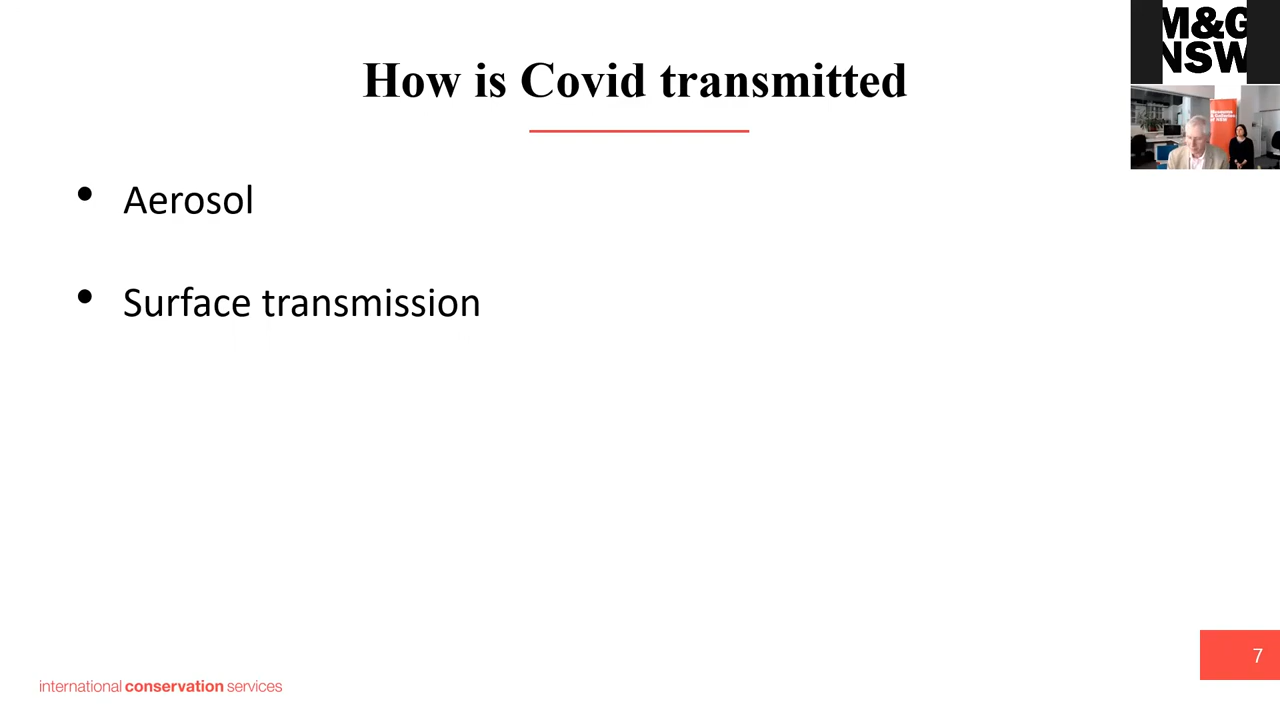 M&G
NSW
How is Covid transmitted
• Aerosol
• Surface transmission
7
international conservation services